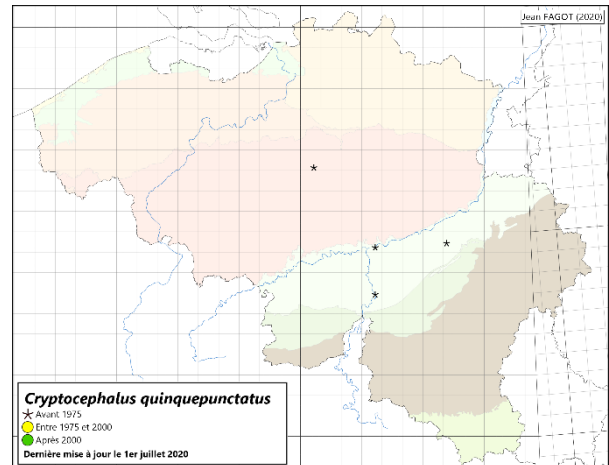 Jean FAGOT (2020)
Cryptocephalus quinquepunctatus
Avant 1975
Entre 1975 et 2000
Après 2000
Dernière mise à jour le 1er juillet 2020